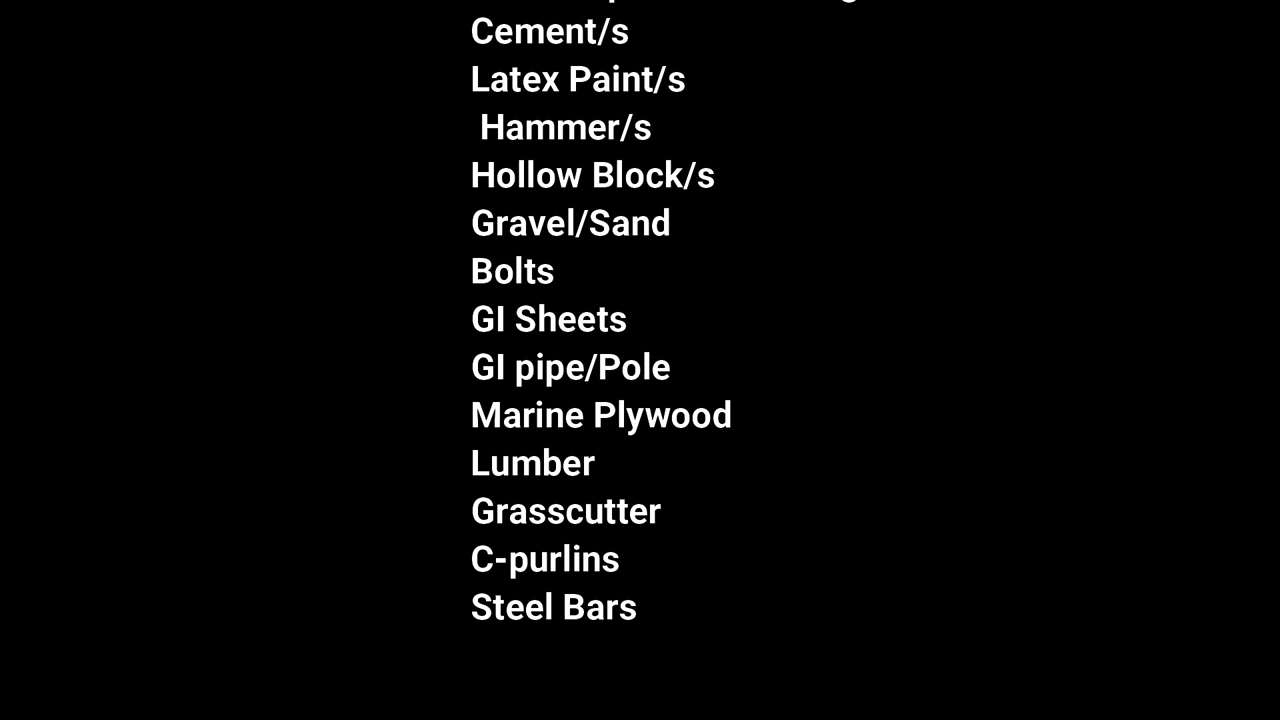 Cement/s
Latex Paint/s
Hammer/s
Hollow Block/s
Gravel/Sand
Bolts
GI Sheets
GI pipe/Pole
Marine Plywood
Lumber
Grasscutter
C-purlins
Steel Bars